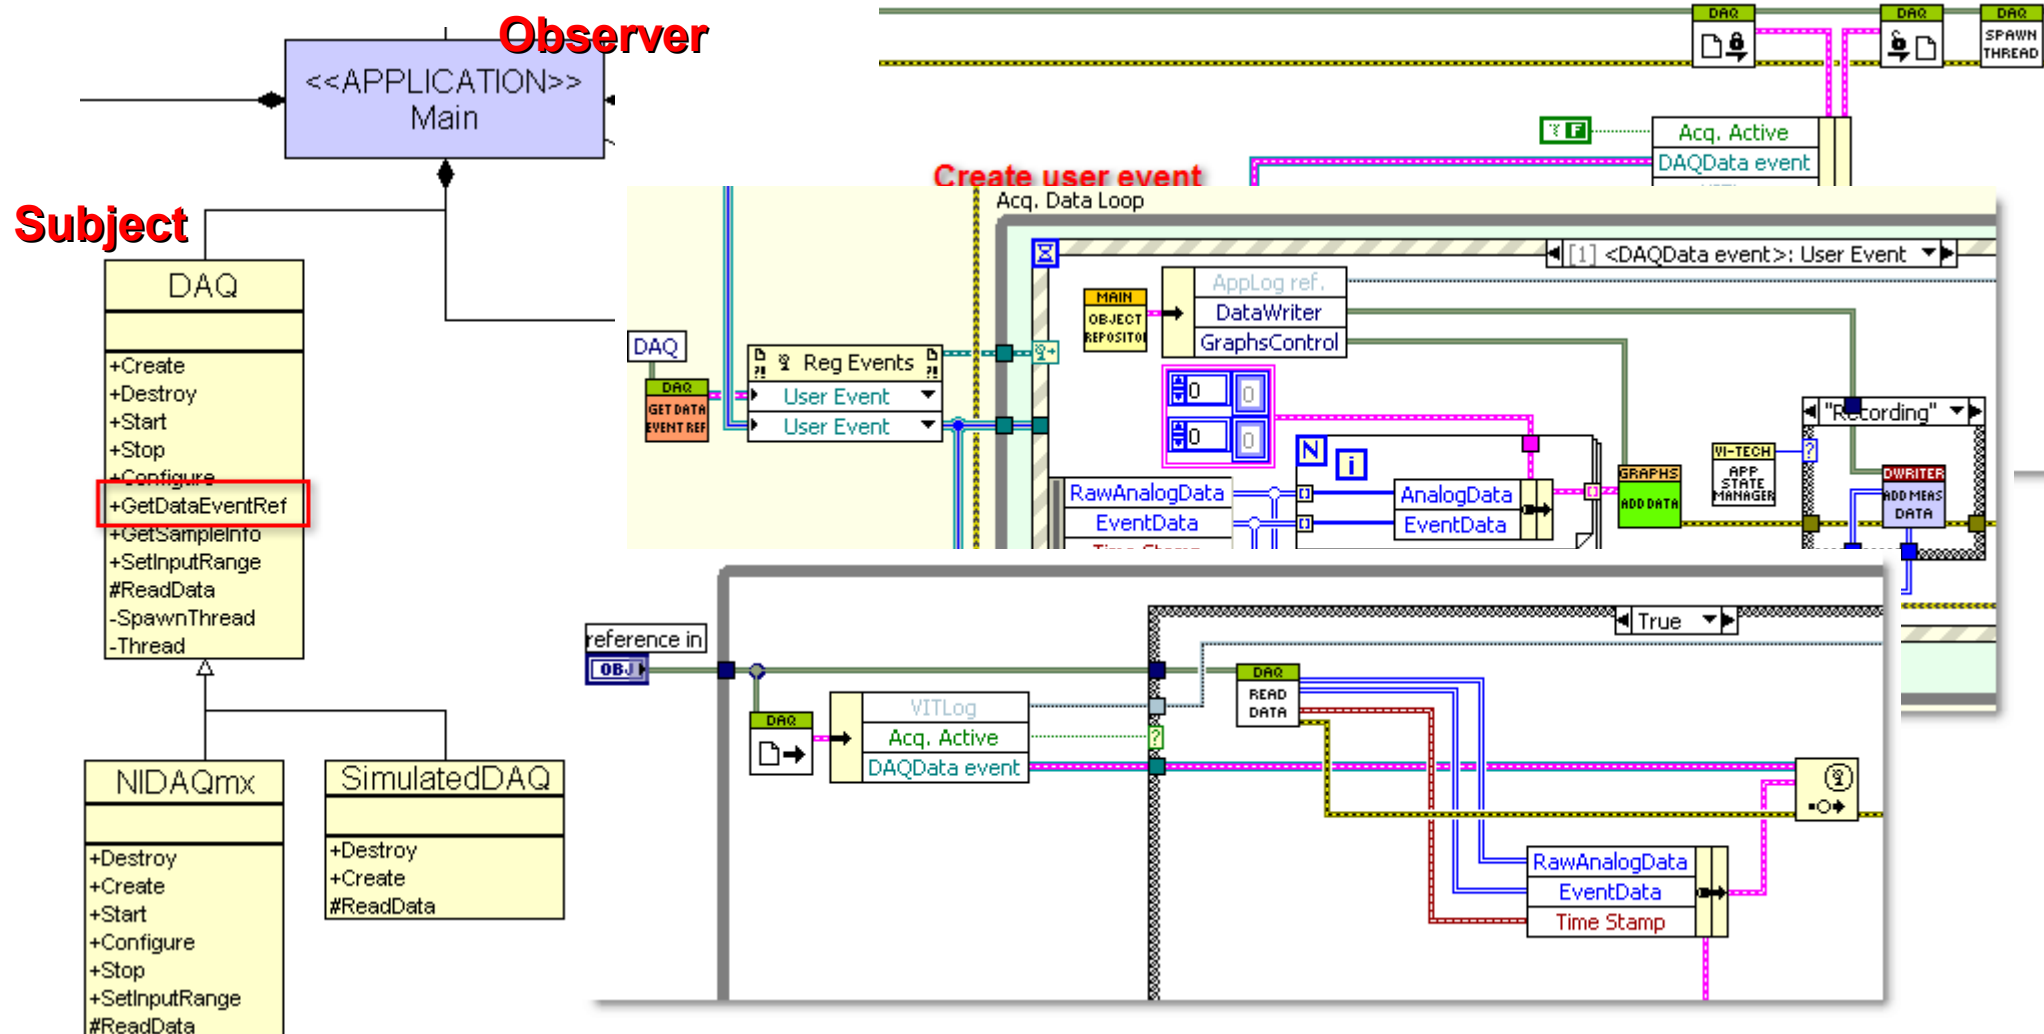 Observer
<<APPLICATION>>
Main
Subject
DAQ
+Create
+Destroy
+Start
+Stop
+Configure
+GetDataEventRef
+GetSampleInfo
+SetInputRange
#ReadData
-SpawnThread
-Thread
NIDAQmx
+Destroy
+Create
+Start
+Configure
+Stop
+SetInputRange
#ReadData
SimulatedDAQ
+Destroy
+Create
#ReadData
DAQ
DAQ
DAQ
SPAWN
THREAD
F
Acq. Active
DAQData event
Create user event
Acq. Data Loop
[1] <DAQData event>: User Event
MAIN
OBJECT
REPOSITO
AppLog ref.
DataWriter
GraphsControl
DAQ
DAQ
GET DATA
EVENT REF
Reg Events
User Event
User Event
0
0
0
0
N
i
RawAnalogData
EventData
Time Stamp
AnalogData
EventData
GRAPHS
ADD DATA
VI-TECH
APP
STATE
MANAGER
?
"Recording"
DWRITER
ADD MEAS
DATA
reference in
OBJ
DAQ
VITLog
Acq. Active
DAQData event
True
?
DAQ
READ
DATA
RawAnalogData
EventData
Time Stamp